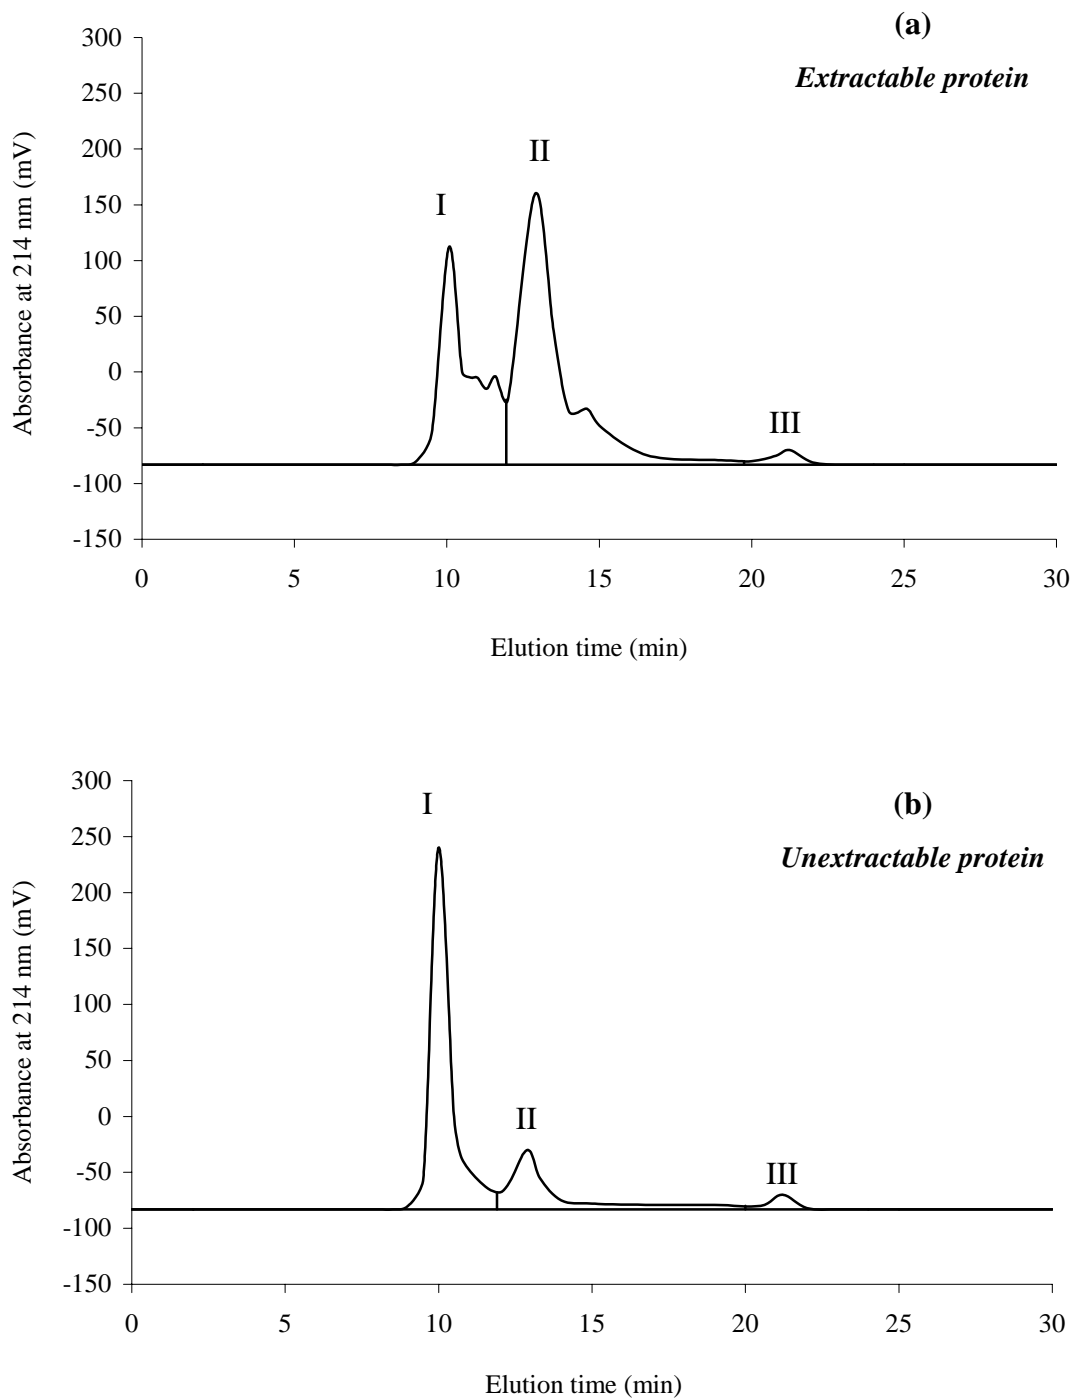 (a)
Extractable protein
300
250
200
150
100
50
0
-50
-100
-150
Absorbance at 214 nm (mV)
I
II
III
0 5 10 15 20 25 30
Elution time (min)
(b)
Unextractable protein
300
250
200
150
100
50
0
-50
-100
-150
Absorbance at 214 nm (mV)
I
II
III
0 5 10 15 20 25 30
Elution time (min)